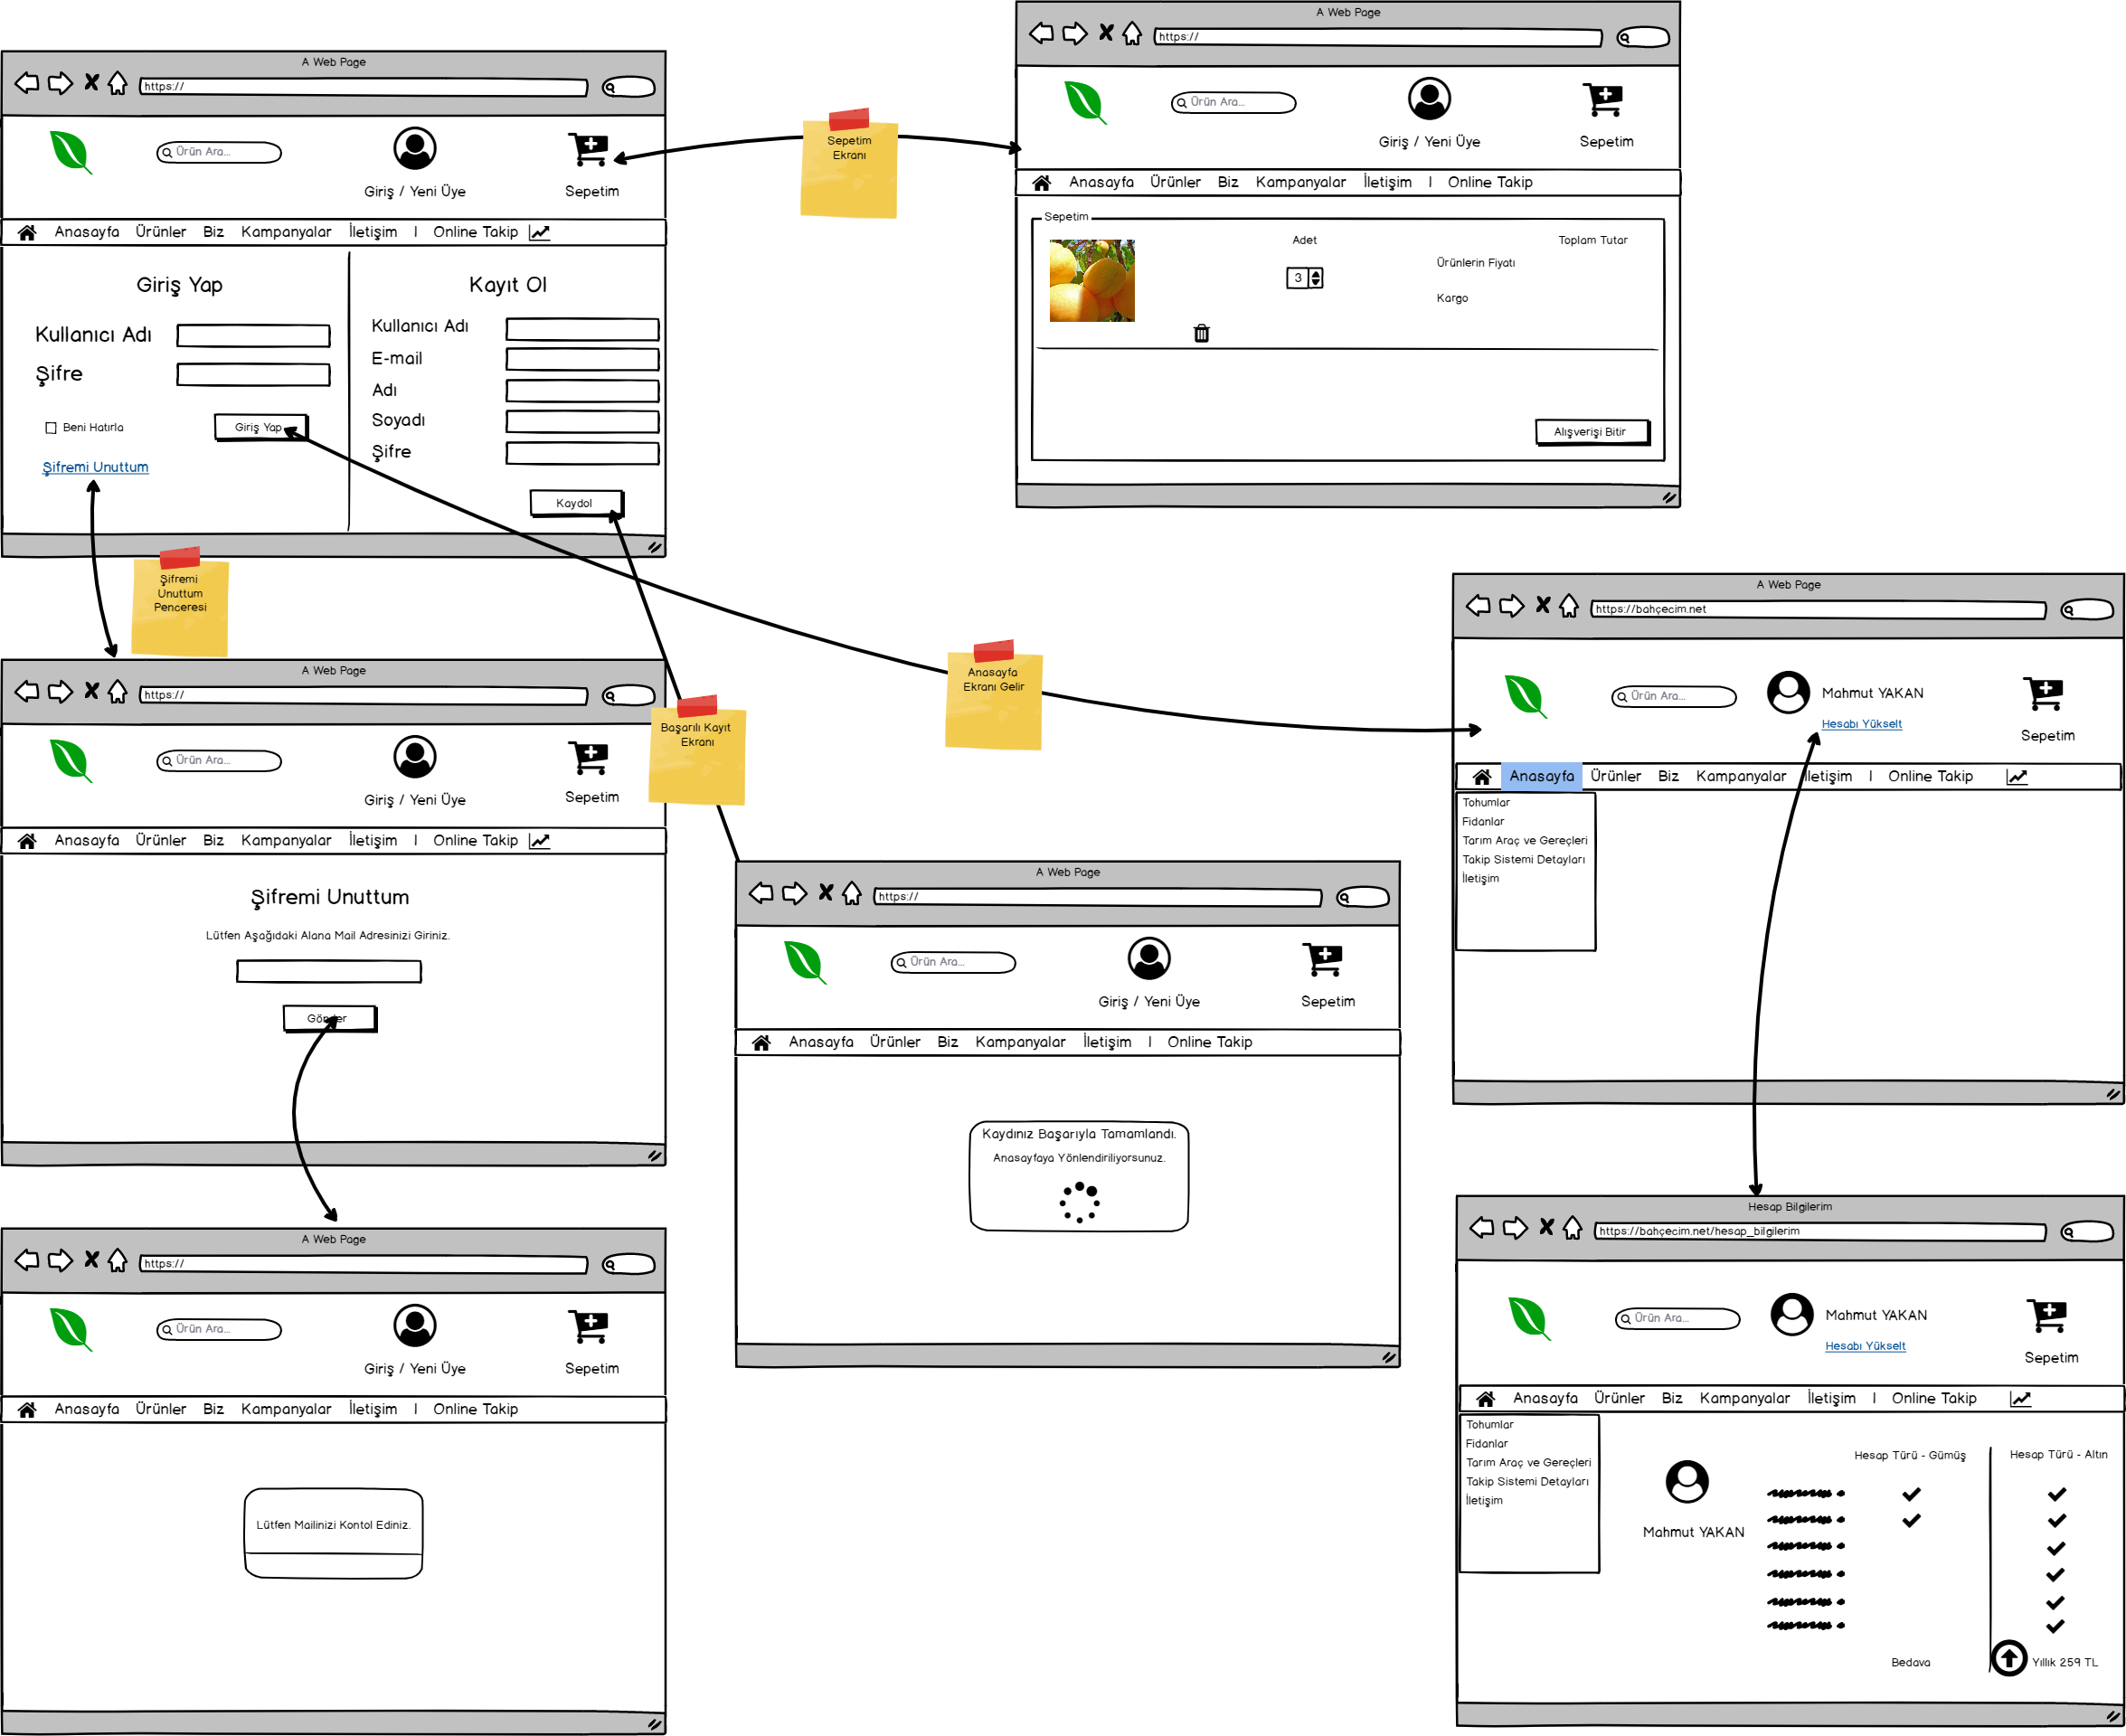 A Web Page
https://
Ürün Ara...
Giriş / Yeni Üye
Sepetim
Anasayfa Ürünler Biz Kampanyalar İletişim | Online Takip
Giriş Yap
Kullanıcı Adı
Şifre
Beni Hatırla
Giriş Yap
Şifremi Unuttum
Kayıt Ol
Kullanıcı Adı
E-mail
Adı
Soyadı
Şifre
Kaydol
Sepetim
Ekranı
A Web Page
https://
Ürün Ara...
Giriş / Yeni Üye
Sepetim
Anasayfa Ürünler Biz Kampanyalar İletişim | Online Takip
Sepetim
Adet
Toplam Tutar
3
Ürünlerin Fiyatı
Kargo
Alışverişi Bitir
Şifremi
Unuttum
Penceresi
A Web Page
https://
Ürün Ara...
Giriş / Yeni Üye
Sepetim
Anasayfa Ürünler Biz Kampanyalar İletişim | Online Takip
Şifremi Unuttum
Lütfen Aşağıdaki Alana Mail Adresinizi Giriniz.
Gönder
Başarılı Kayıt
Ekranı
Anasayfa
Ekranı Gelir
A Web Page
https://bahçecim.net
Ürün Ara...
Mahmut YAKAN
Hesabı Yükselt
Sepetim
Anasayfa Ürünler Biz Kampanyalar İletişim | Online Takip
Tohumlar
Fidanlar
Tarım Araç ve Gereçleri
Takip Sistemi Detayları
İletişim
A Web Page
https://
Ürün Ara...
Giriş / Yeni Üye
Sepetim
Anasayfa Ürünler Biz Kampanyalar İletişim | Online Takip
Kaydınız Başarıyla Tamamlandı.
Anasayfaya Yönlendiriliyorsunuz.
A Web Page
https://
Ürün Ara...
Giriş / Yeni Üye
Sepetim
Anasayfa Ürünler Biz Kampanyalar İletişim | Online Takip
Lütfen Mailinizi Kontol Ediniz.
Hesap Bilgilerim
https://bahçecim.net/hesap_bilgilerim
Ürün Ara...
Mahmut YAKAN
Hesabı Yükselt
Sepetim
Anasayfa Ürünler Biz Kampanyalar İletişim | Online Takip
Tohumlar
Fidanlar
Tarım Araç ve Gereçleri
Takip Sistemi Detayları
İletişim
Mahmut YAKAN
Hesap Türü - Gümüş
Hesap Türü - Altın
Bedava
Yıllık 259 TL